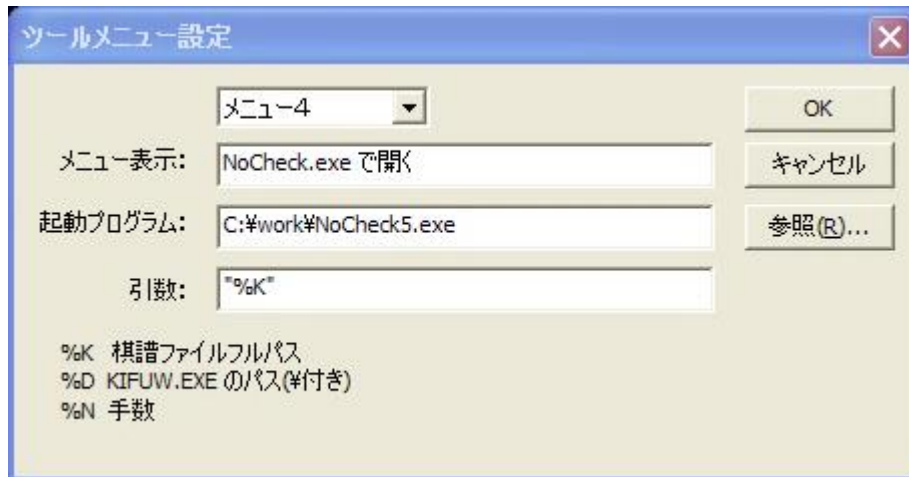 ツールメニュー設定
メニュー4
OK
メニュー表示: NoCheck.exe で開く
キャンセル
起動プログラム: C:¥work¥NoCheck5.exe
参照(R)...
引数: "%K"
%K 棋譜ファイルフルパス
%D KIFUW.EXE のパス(¥付き)
%N 手数